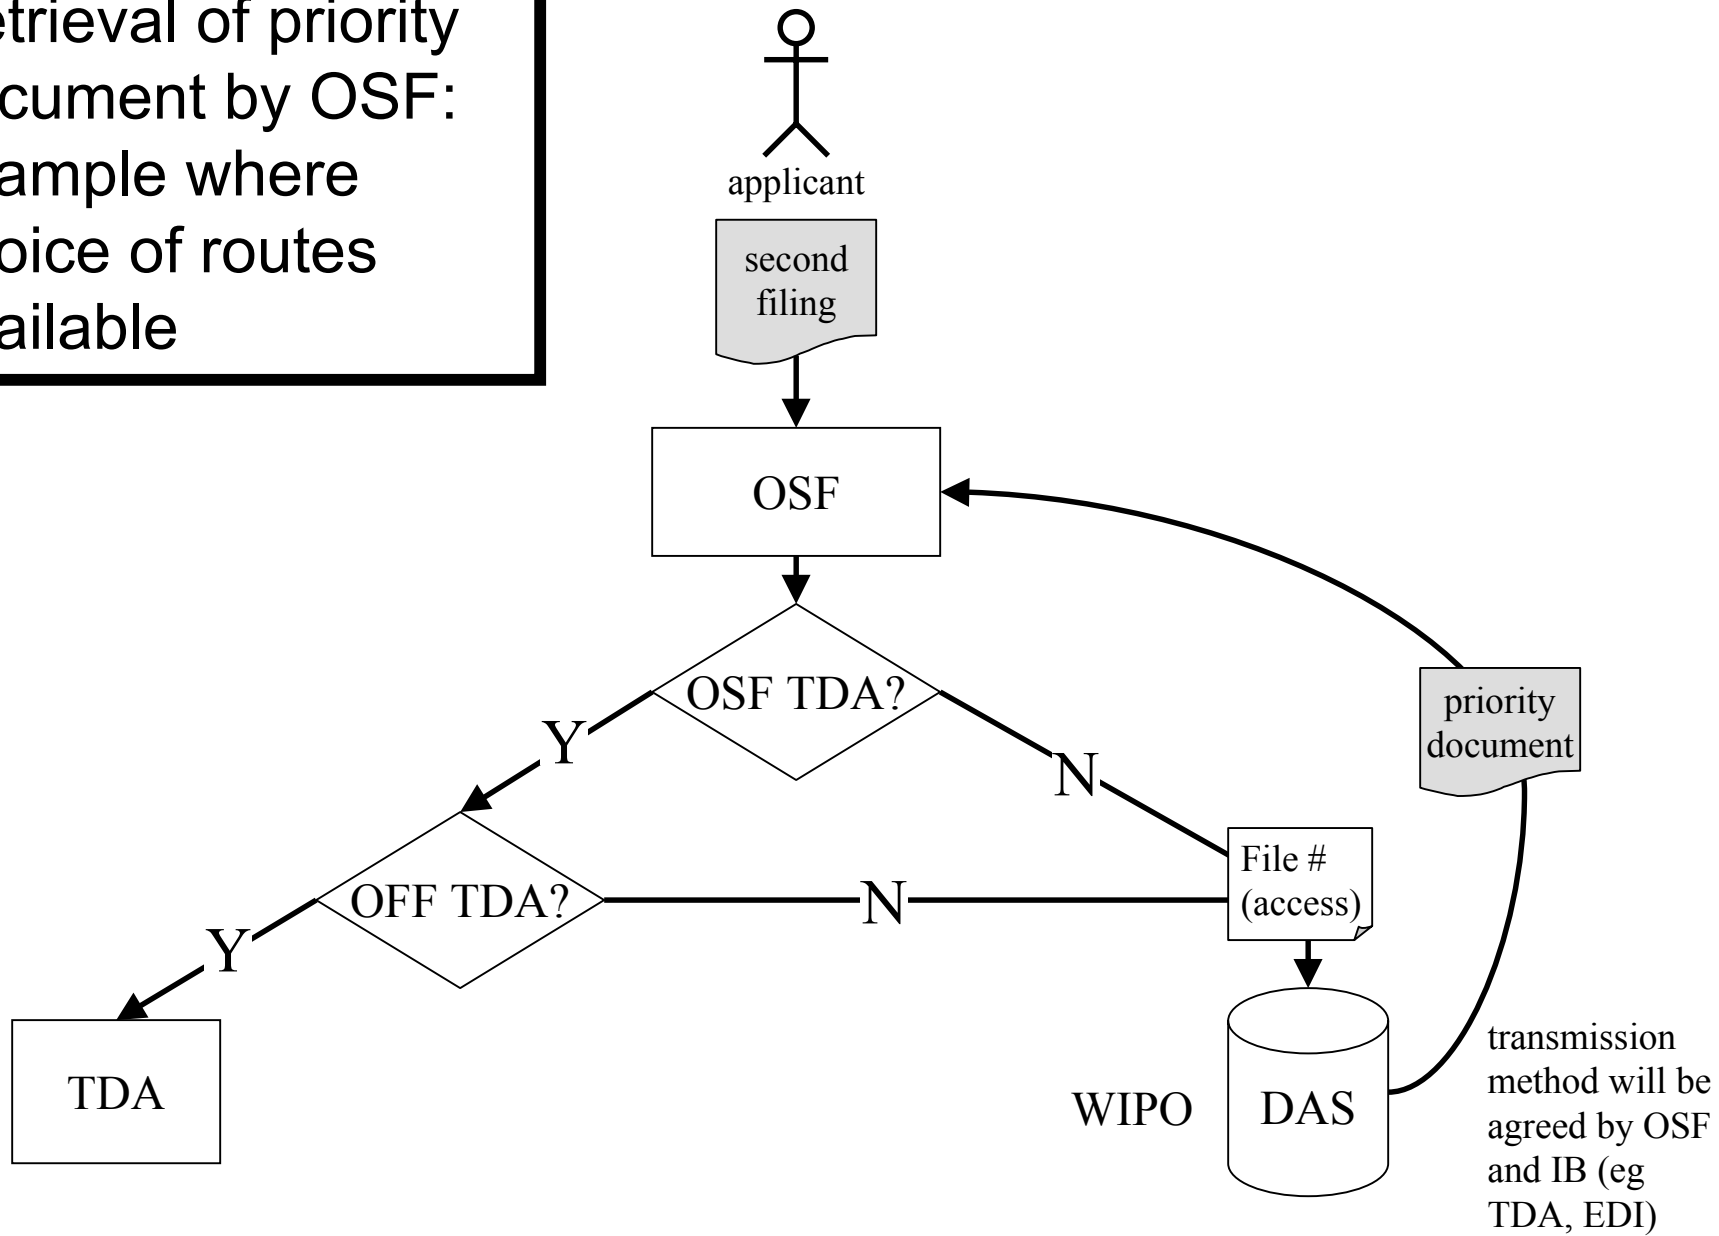 etrieval of priority
cument by OSF:
ample where
oice of routes
ailable
applicant
second
filing
OSF
OSF TDA?
Y
N
priority
document
OFF TDA?
N
File #
(access)
Y
TDA
WIPO
DAS
transmission
method will be
agreed by OSF
and IB (eg
TDA, EDI)